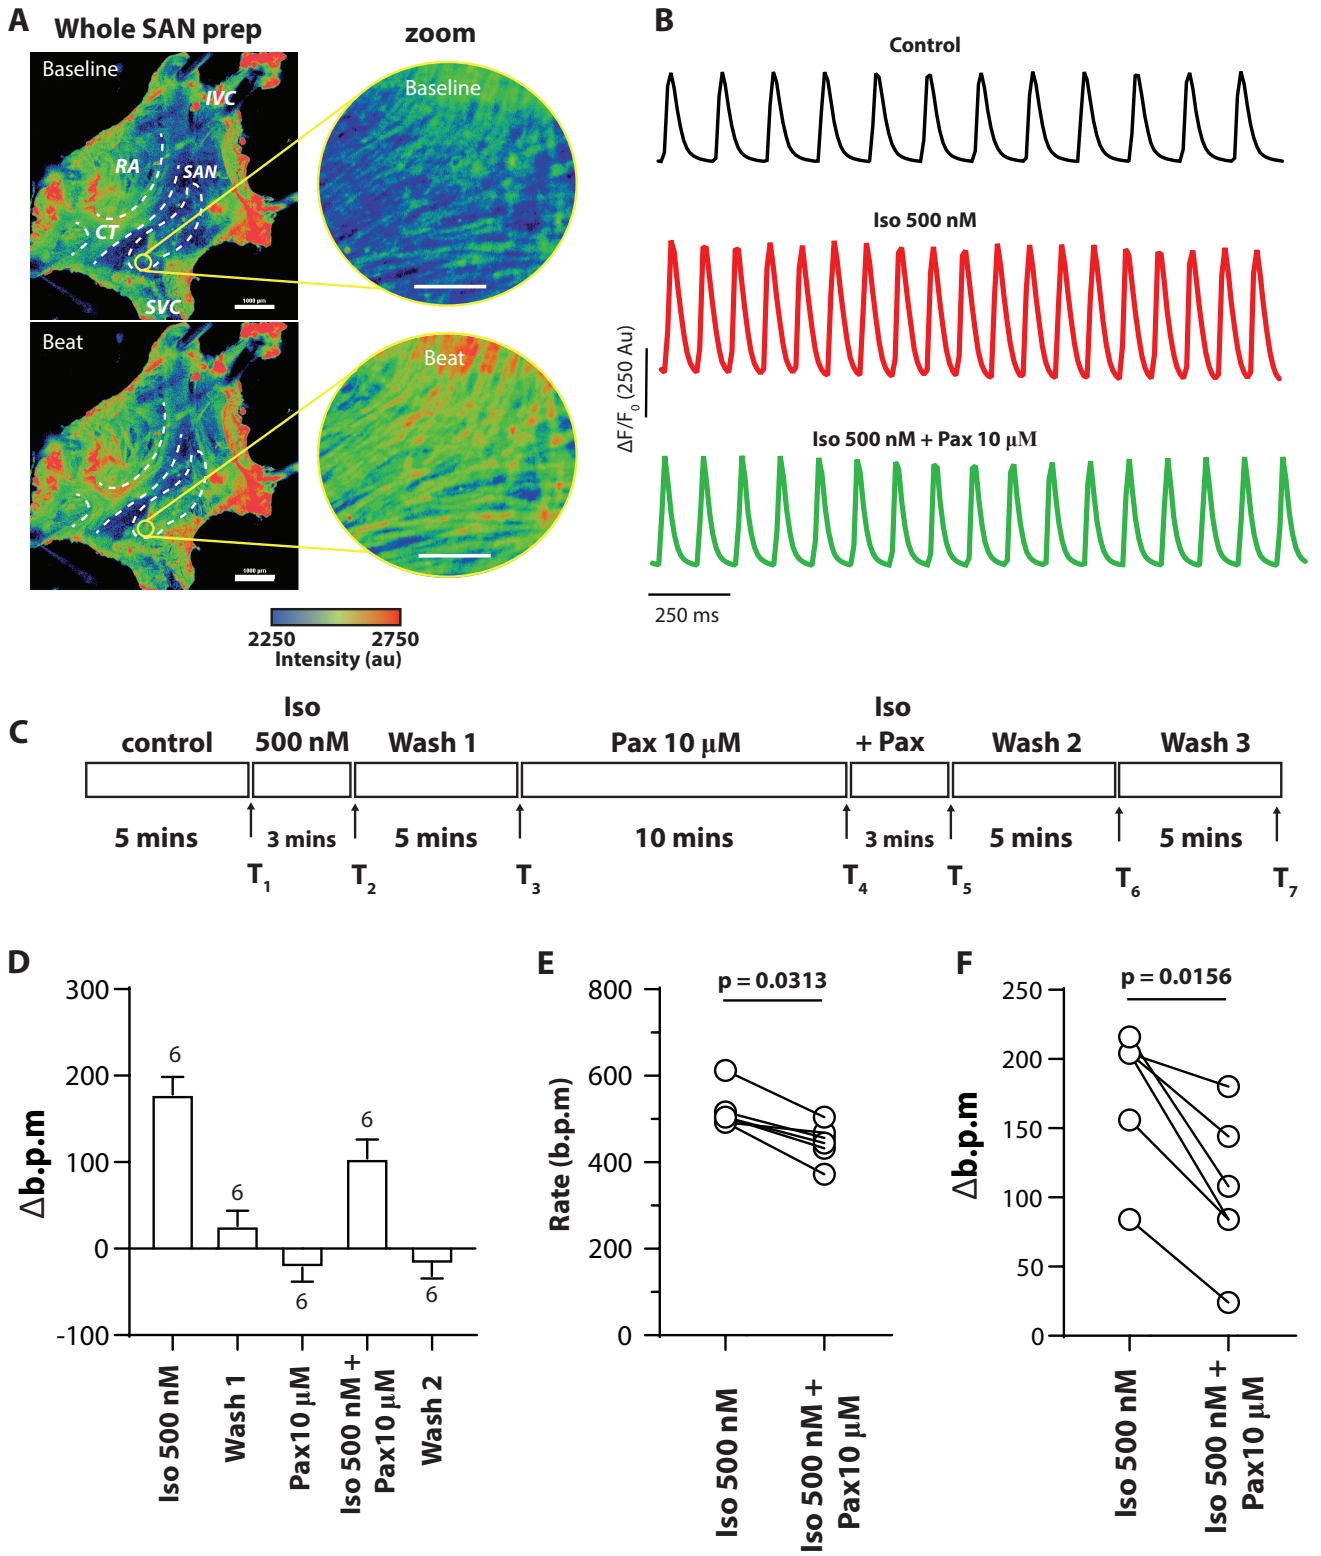 A
Whole SAN prep
zoom
Baseline
IVC
RA
SAN
CT
SVC
1000 µm
Baseline
Beat
1000 µm
Beat
2250
2750
Intensity (au)
B
Control
Iso 500 nM
ΔF/F0 (250 Au)
Iso 500 nM + Pax 10 µM
250 ms
C
control
Iso
500 nM
Wash 1
Pax 10 µM
Iso
+ Pax
Wash 2
Wash 3
5 mins
3 mins
5 mins
10 mins
3 mins
5 mins
5 mins
T1
T2
T3
T4
T5
T6
T7
D
Δb.p.m
300
200
100
0
-100
6
6
6
6
6
Iso 500 nM
Wash 1
Pax10 µM
Iso 500 nM +
Pax10 µM
Wash 2
E
p = 0.0313
Rate (b.p.m)
800
600
400
200
0
Iso 500 nM
Iso 500 nM +
Pax10 µM
F
p = 0.0156
Δb.p.m
250
200
150
100
50
0
Iso 500 nM
Iso 500 nM +
Pax10 µM